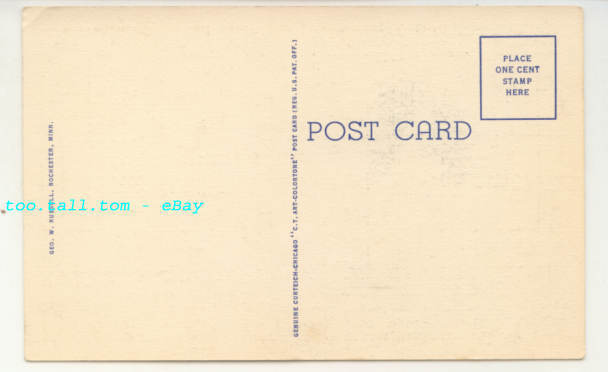 PLACE
ONE CENT
STAMP
HERE
POST CARD
GEO. W. RUSSELL, ROCHESTER, MINN.
too.tall.tom - eBay
GENUINE CURTEICH-CHICAGO "C.T. ART-COLORTONE" POST CARD (REG. U.S. PAT. OFF.)